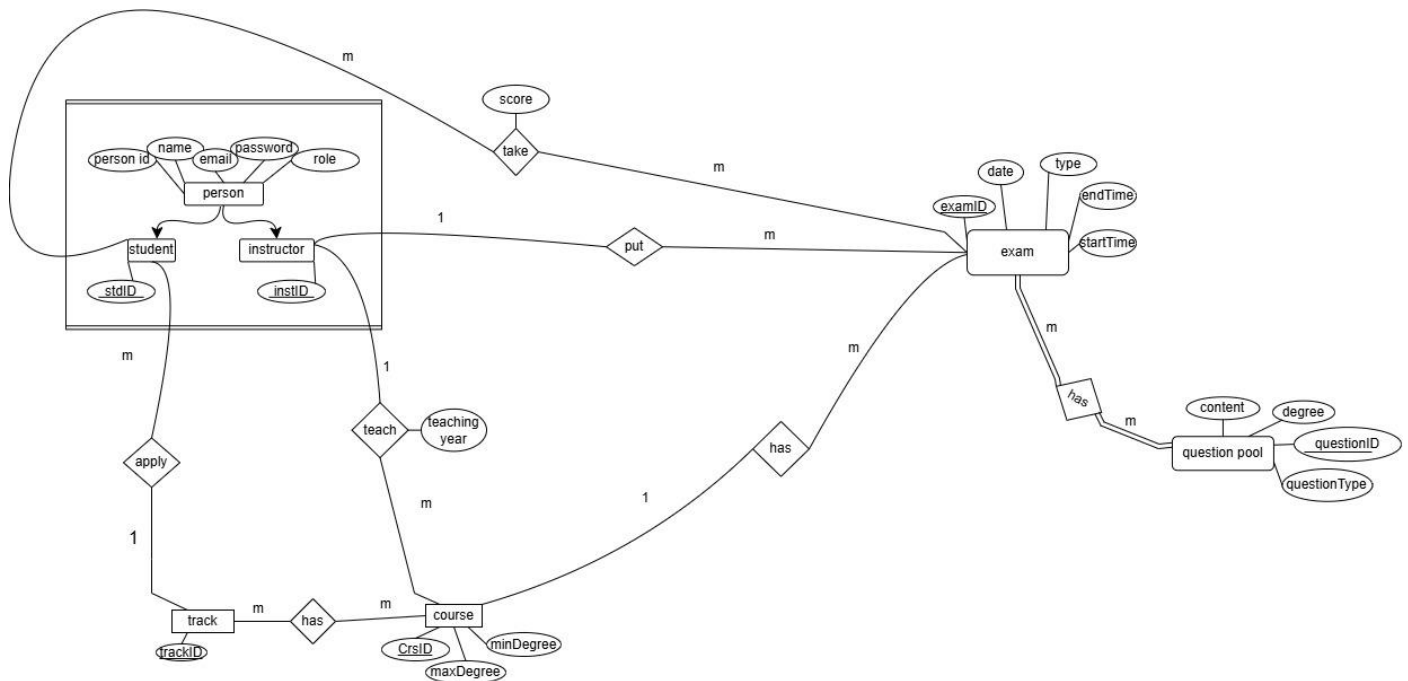 m
score
take
m
person id
name
email
password
role
person
student
instructor
stdID
instID
1
put
m
date
type
endTime
examID
startTime
exam
m
1
m
m
has
m
content
degree
questionID
question pool
questionType
teach
teaching
year
has
apply
m
1
1
track
m
has
m
course
trackID
CrsID
minDegree
maxDegree